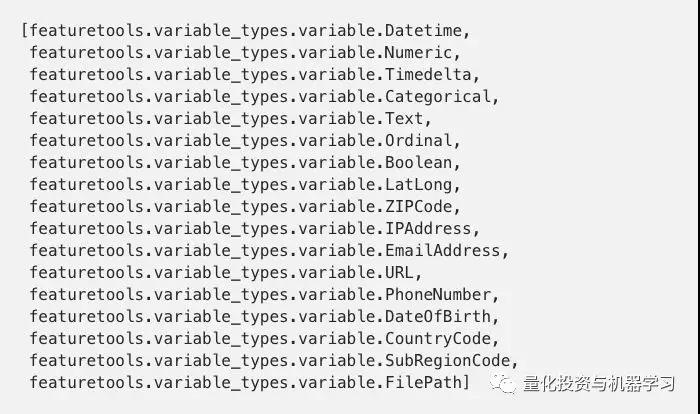 [featuretools.variable_types.variable.Datetime,
featuretools.variable_types.variable.Numeric,
featuretools.variable_types.variable.Timedelta,
featuretools.variable_types.variable.Categorical,
featuretools.variable_types.variable.Text,
featuretools.variable_types.variable.Ordinal,
featuretools.variable_types.variable.Boolean,
featuretools.variable_types.variable.LatLong,
featuretools.variable_types.variable.ZIPCode,
featuretools.variable_types.variable.IPAddress,
featuretools.variable_types.variable.EmailAddress,
featuretools.variable_types.variable.URL,
featuretools.variable_types.variable.PhoneNumber,
featuretools.variable_types.variable.DateOfBirth,
featuretools.variable_types.variable.CountryCode,
featuretools.variable_types.variable.SubRegionCode,
featuretools.variable_types.variable.FilePath]
量化投资与机器学习